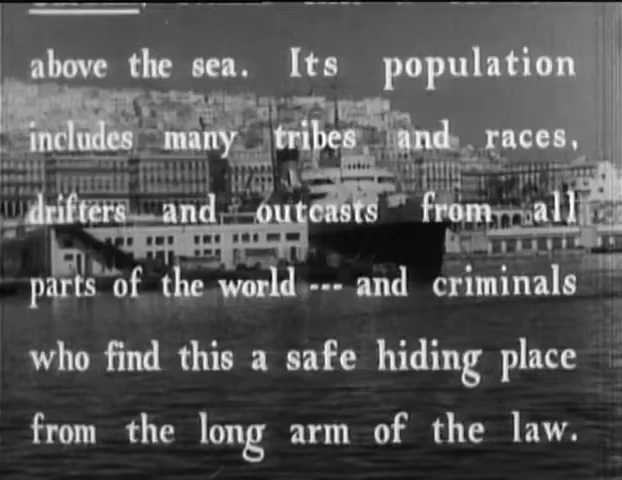 above the sea. Its population
includes many tribes and races,
drifters and outcasts from all
parts of the world --- and criminals
who find this a safe hiding place
from the long arm of the law.